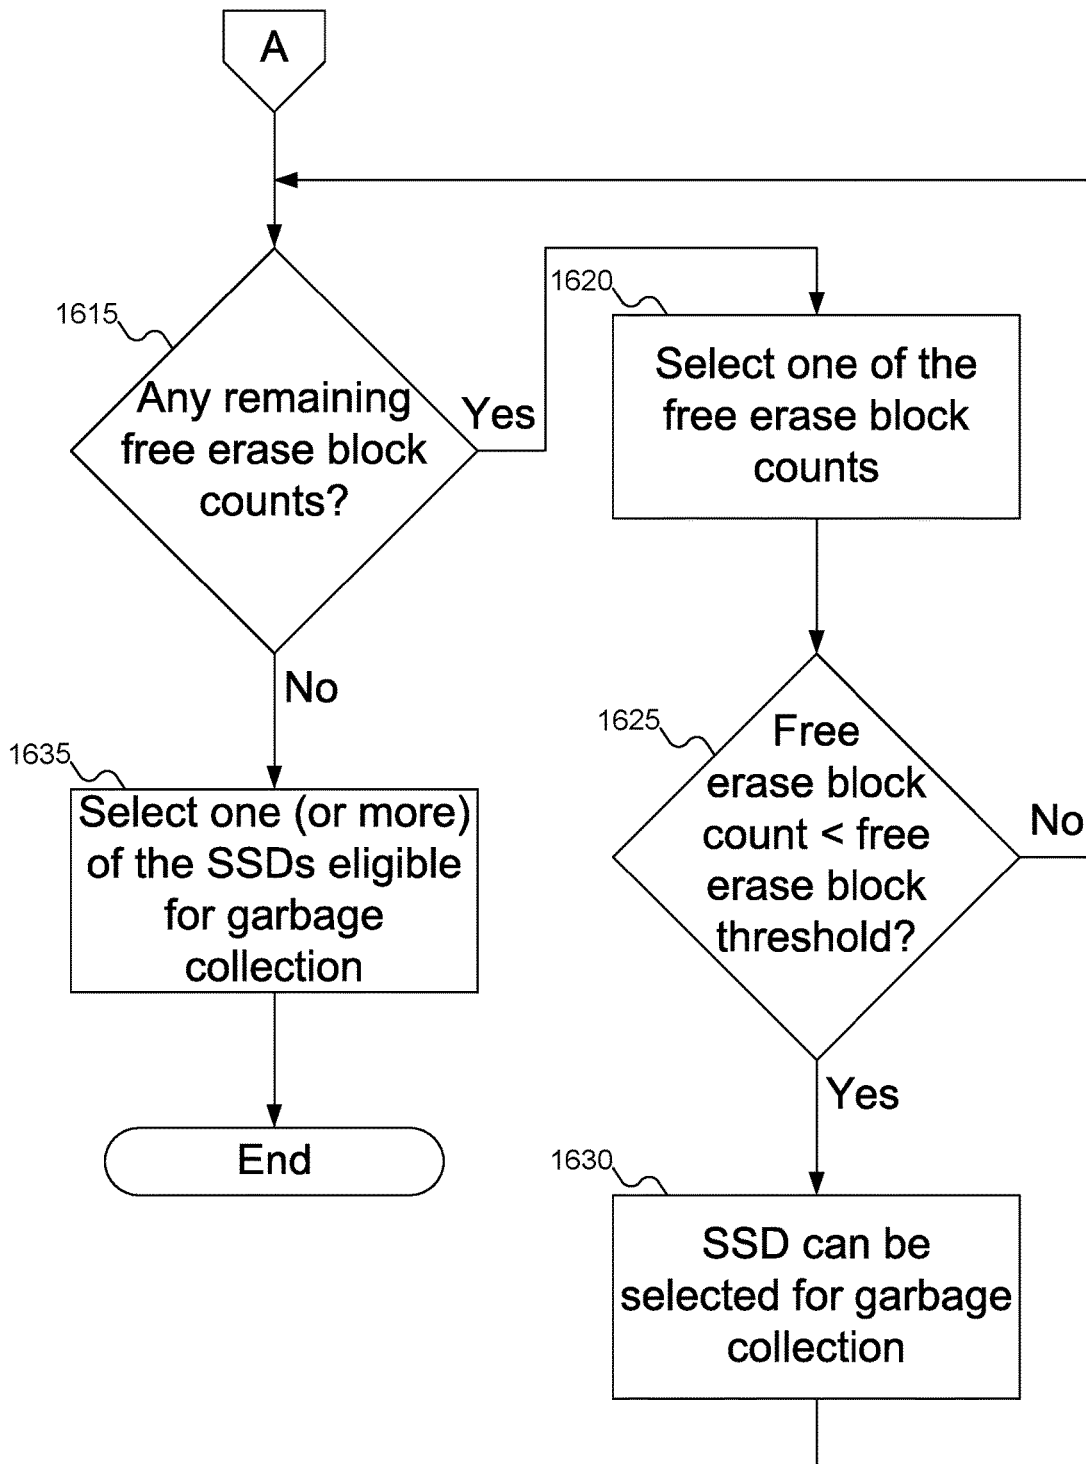 A
1615
Any remaining
free erase block
counts?
Yes
No
1620
Select one of the
free erase block
counts
1625
Free
erase block
count < free
erase block
threshold?
No
Yes
1635
Select one (or more)
of the SSDs eligible
for garbage
collection
End
1630
SSD can be
selected for garbage
collection